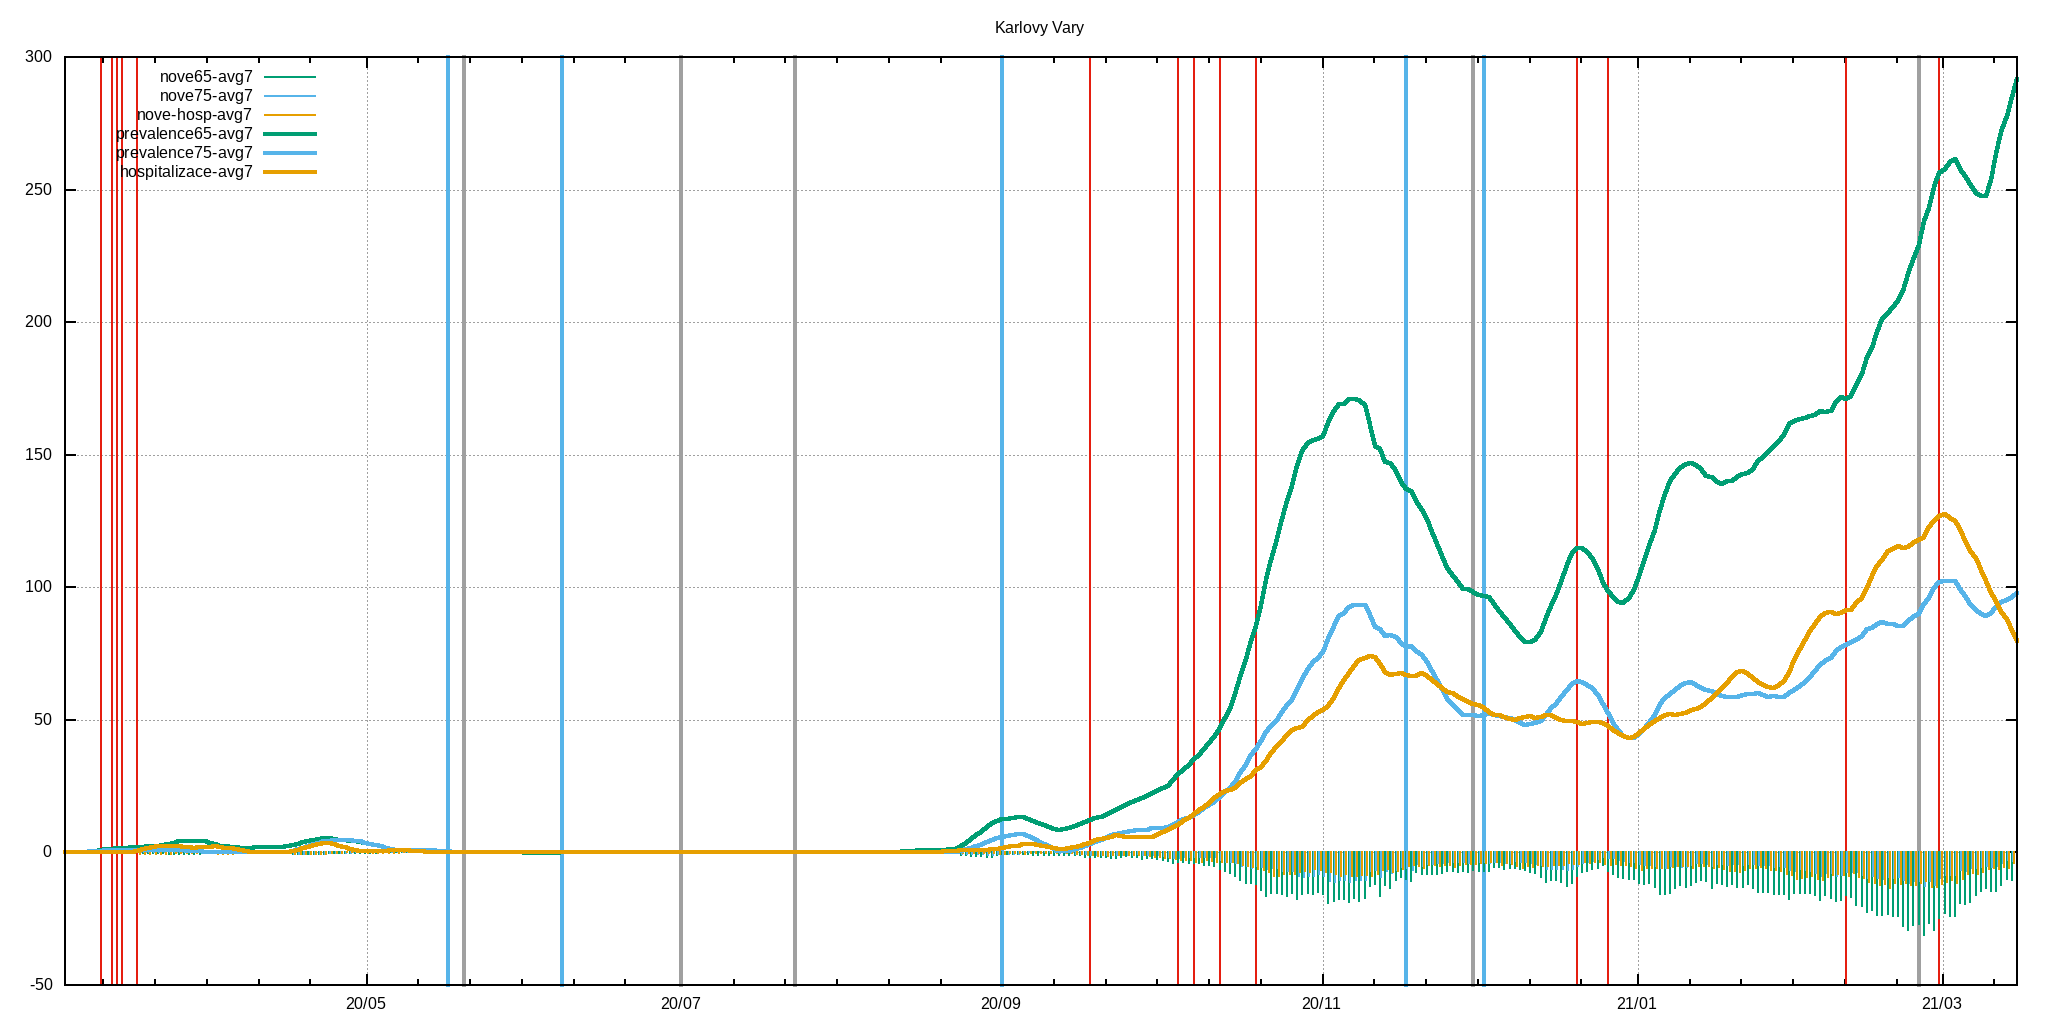 Karlovy Vary
300
250
200
150
100
50
0
-50
nove65-avg7
nove75-avg7
nove-hosp-avg7
prevalence65-avg7
prevalence75-avg7
hospitalizace-avg7
20/05
20/07
20/09
20/11
21/01
21/03